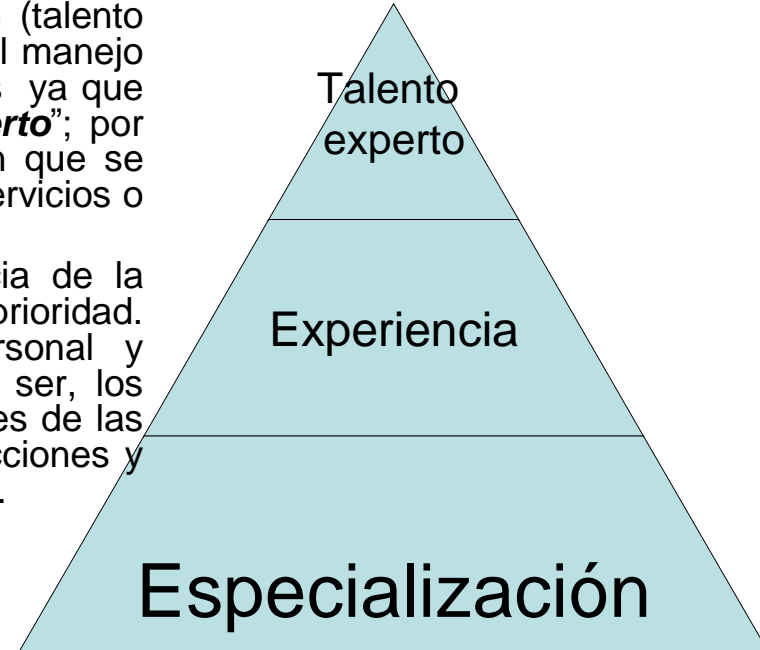 (talento
manejo
ya que
rto”; por
que se
ervicios o
cia de la
prioridad.
rsonal y
ser, los
es de las
cciones y
.
Talento
experto
Experiencia
Especialización